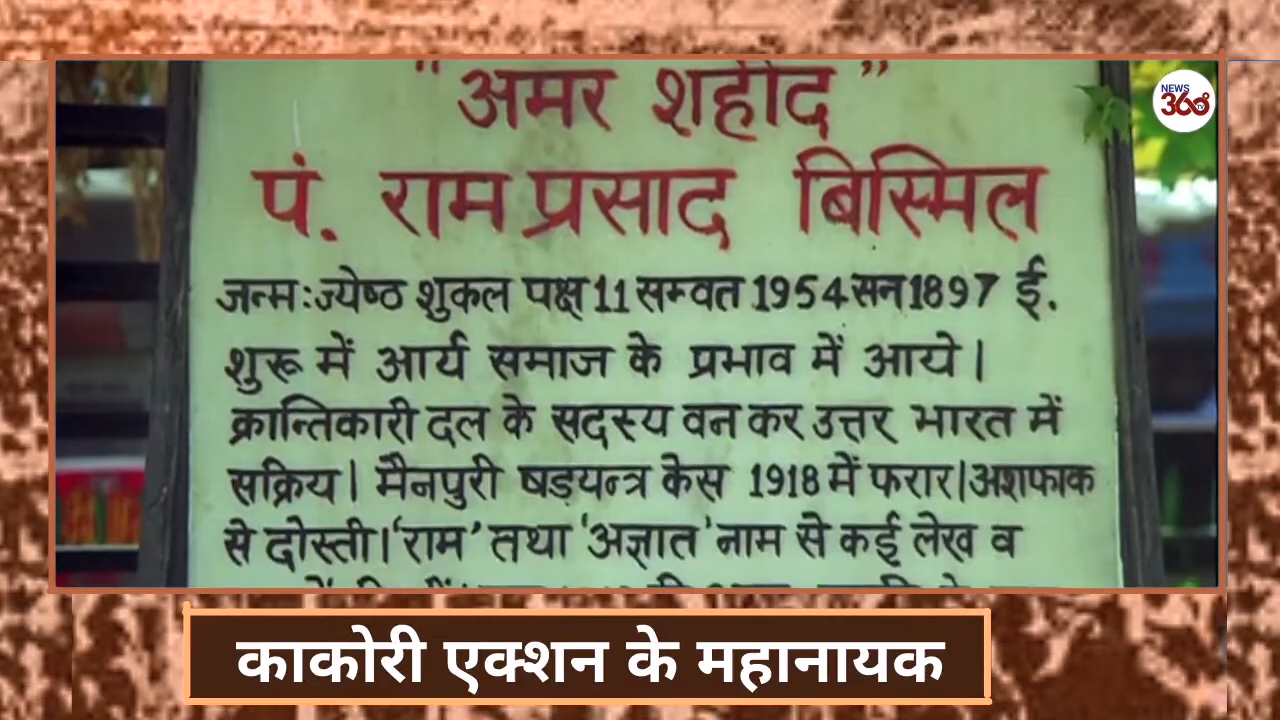 " अमर शहीद "
पं. राम प्रसाद बिस्मिल
जन्म:ज्येष्ठ शुकल पक्ष 11 सम्वत 1954 सन 1897 ई.
शुरू में आर्य समाज के प्रभाव में आये।
क्रान्तिकारी दल के सदस्य वन कर उत्तर भारत में
सक्रिय। मैनपुरी षड़यन्त्र केस 1918 में फरार।अशफाक
से दोस्ती।'राम' तथा 'अज्ञात' नाम से कई लेख व
NEWS
360
TV
काकोरी एक्शन के महानायक